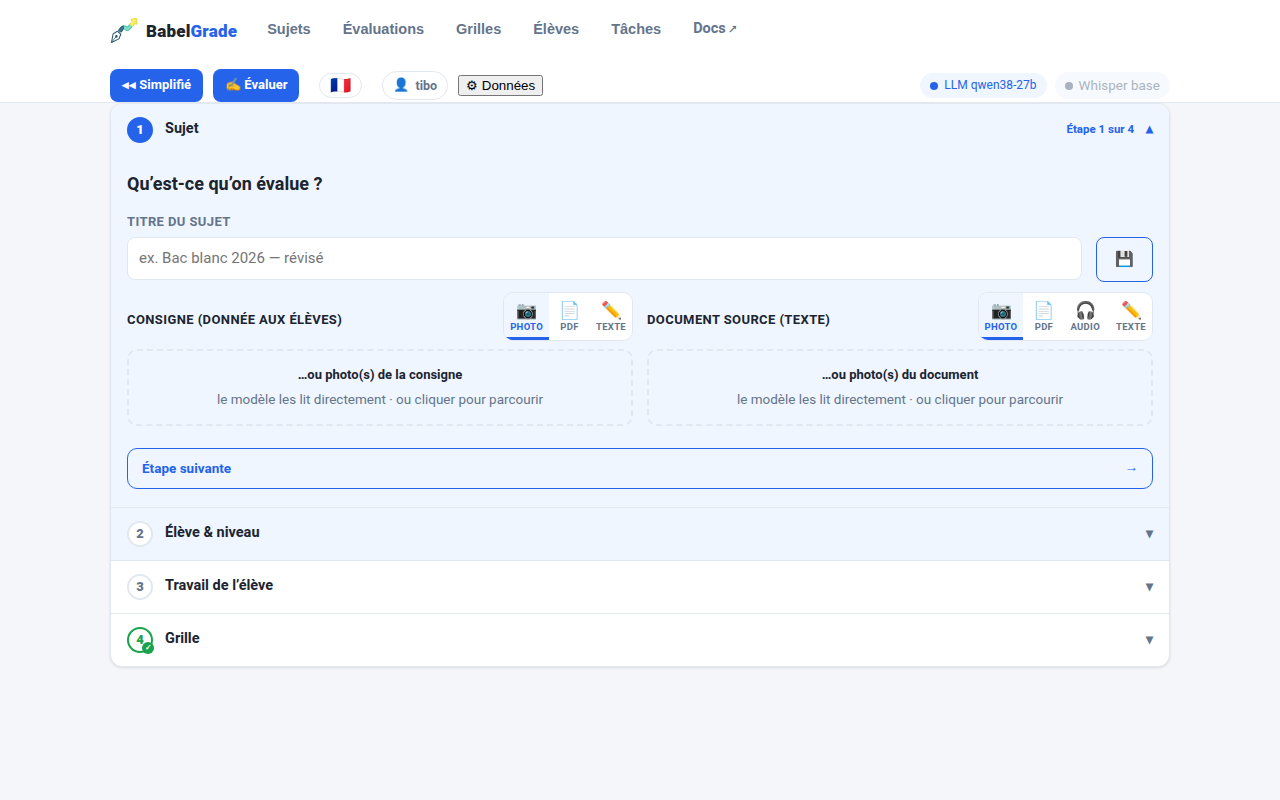 BabelGrade Sujets Évaluations Grilles Élèves Tâches Docs ↗
◀◀ Simplifié ✍ Évaluer 👤 tibo ⚙ Données LLM qwen38-27b Whisper base
1 Sujet Étape 1 sur 4 ▲
Qu’est-ce qu’on évalue ?
TITRE DU SUJET
ex. Bac blanc 2026 — révisé
CONSIGNE (DONNÉE AUX ÉLÈVES) PHOTO PDF TEXTE
DOCUMENT SOURCE (TEXTE) PHOTO PDF AUDIO TEXTE
…ou photo(s) de la consigne
le modèle les lit directement · ou cliquer pour parcourir
…ou photo(s) du document
le modèle les lit directement · ou cliquer pour parcourir
Étape suivante →
2 Élève & niveau ▼
3 Travail de l’élève ▼
4 Grille ▼